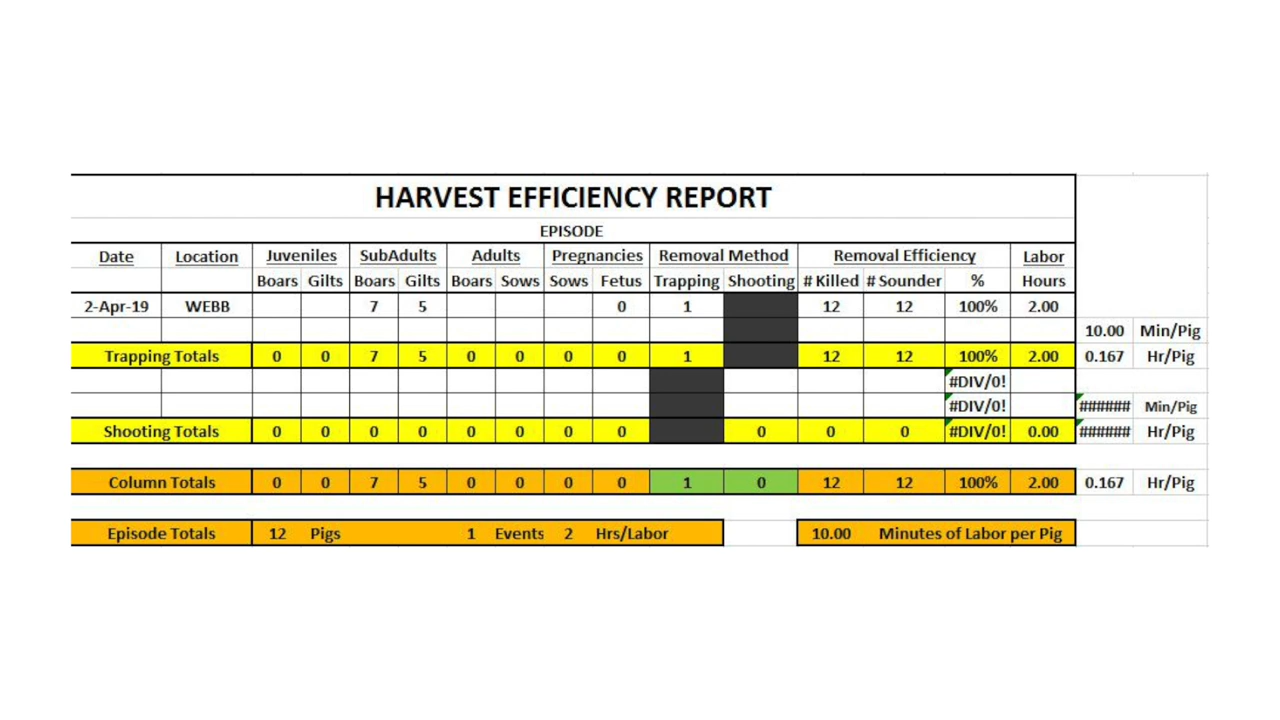 HARVEST EFFICIENCY REPORT
EPISODE
Date Location Juveniles SubAdults Adults Pregnancies Removal Method Removal Efficiency Labor
Boars Gilts Boars Gilts Boars Sows Sows Fetus Trapping Shooting # Killed # Sounder % Hours
2-Apr-19 WEBB 7 5 0 1 12 12 100% 2.00
10.00 Min/Pig
Trapping Totals 0 0 7 5 0 0 0 0 1 12 12 100% 2.00 0.167 Hr/Pig
#DIV/0!
#DIV/0! ###### Min/Pig
Shooting Totals 0 0 0 0 0 0 0 0 0 0 0 #DIV/0! 0.00 ###### Hr/Pig
Column Totals 0 0 7 5 0 0 0 0 1 0 12 12 100% 2.00 0.167 Hr/Pig
Episode Totals 12 Pigs 1 Events 2 Hrs/Labor 10.00 Minutes of Labor per Pig